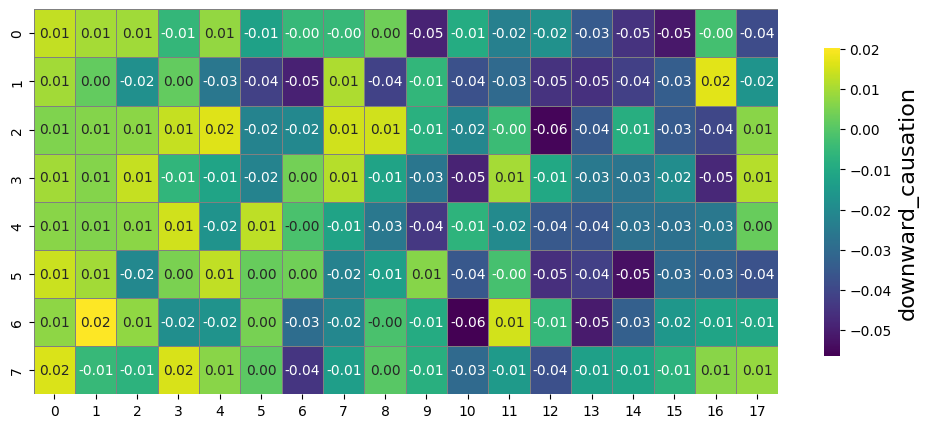 0 0.01 0.01 0.01 -0.01 0.01 -0.01 -0.00 -0.00 0.00 -0.05 -0.01 -0.02 -0.02 -0.03 -0.05 -0.05 -0.00 -0.04
1 0.01 0.00 -0.02 0.00 -0.03 -0.04 -0.05 0.01 -0.04 -0.01 -0.04 -0.03 -0.05 -0.05 -0.04 -0.03 0.02 -0.02
2 0.01 0.01 0.01 0.01 0.02 -0.02 -0.02 0.01 0.01 -0.01 -0.02 -0.00 -0.06 -0.04 -0.01 -0.03 -0.04 0.01
3 0.01 0.01 0.01 -0.01 -0.01 -0.02 0.00 0.01 -0.01 -0.03 -0.05 0.01 -0.01 -0.03 -0.03 -0.02 -0.05 0.01
4 0.01 0.01 0.01 0.01 -0.02 0.01 -0.00 -0.01 -0.03 -0.04 -0.01 -0.02 -0.04 -0.04 -0.03 -0.03 -0.03 0.00
5 0.01 0.01 -0.02 0.00 0.01 0.00 0.00 -0.02 -0.01 0.01 -0.04 -0.00 -0.05 -0.04 -0.05 -0.03 -0.03 -0.04
6 0.01 0.02 0.01 -0.02 -0.02 0.00 -0.03 -0.02 -0.00 -0.01 -0.06 0.01 -0.01 -0.05 -0.03 -0.02 -0.01 -0.01
7 0.02 -0.01 -0.01 0.02 0.01 0.00 -0.04 -0.01 0.00 -0.01 -0.03 -0.01 -0.04 -0.01 -0.01 -0.01 0.01 0.01
0 1 2 3 4 5 6 7 8 9 10 11 12 13 14 15 16 17
0.02
0.01
0.00
−0.01
−0.02
−0.03
−0.04
−0.05
downward_causation